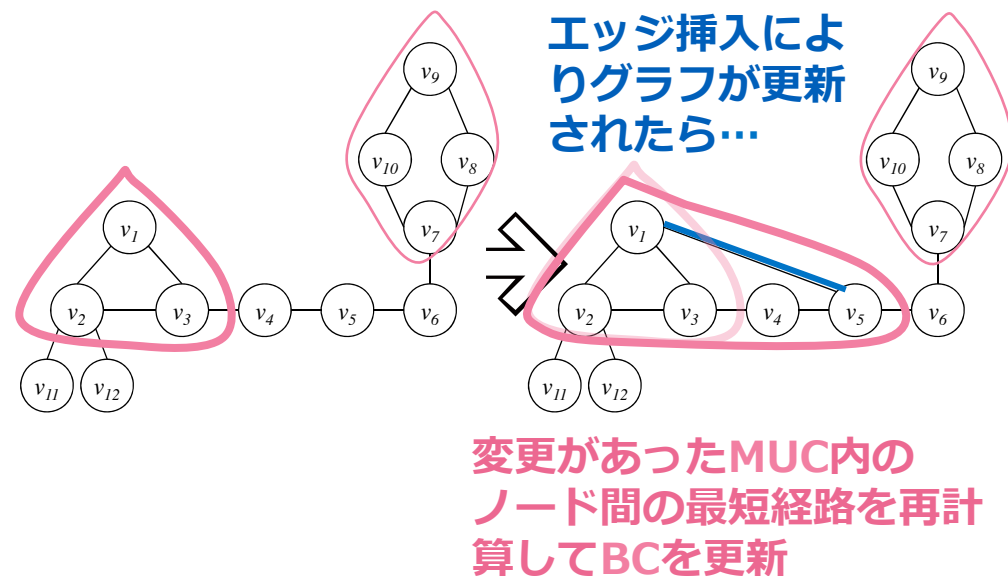 エッジ挿入によ
りグラフが更新
されたら…
v9
v10
v8
v7
v1
v2
v3
v4
v5
v6
v11
v12
v9
v10
v8
v7
v1
v2
v3
v4
v5
v6
v11
v12
変更があったMUC内の
ノード間の最短経路を再計
算してBCを更新